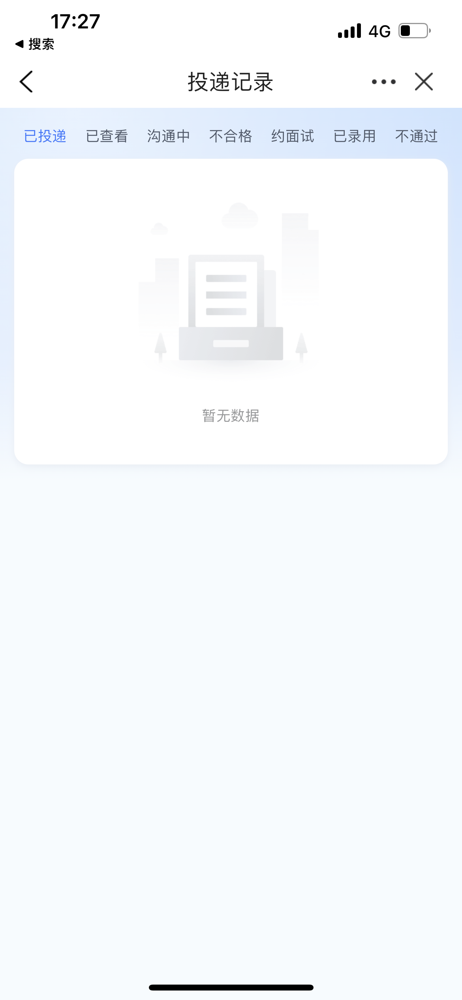 17:27
4G
◀ 搜索
投递记录
已投递 已查看 沟通中 不合格 约面试 已录用 不通过
暂无数据